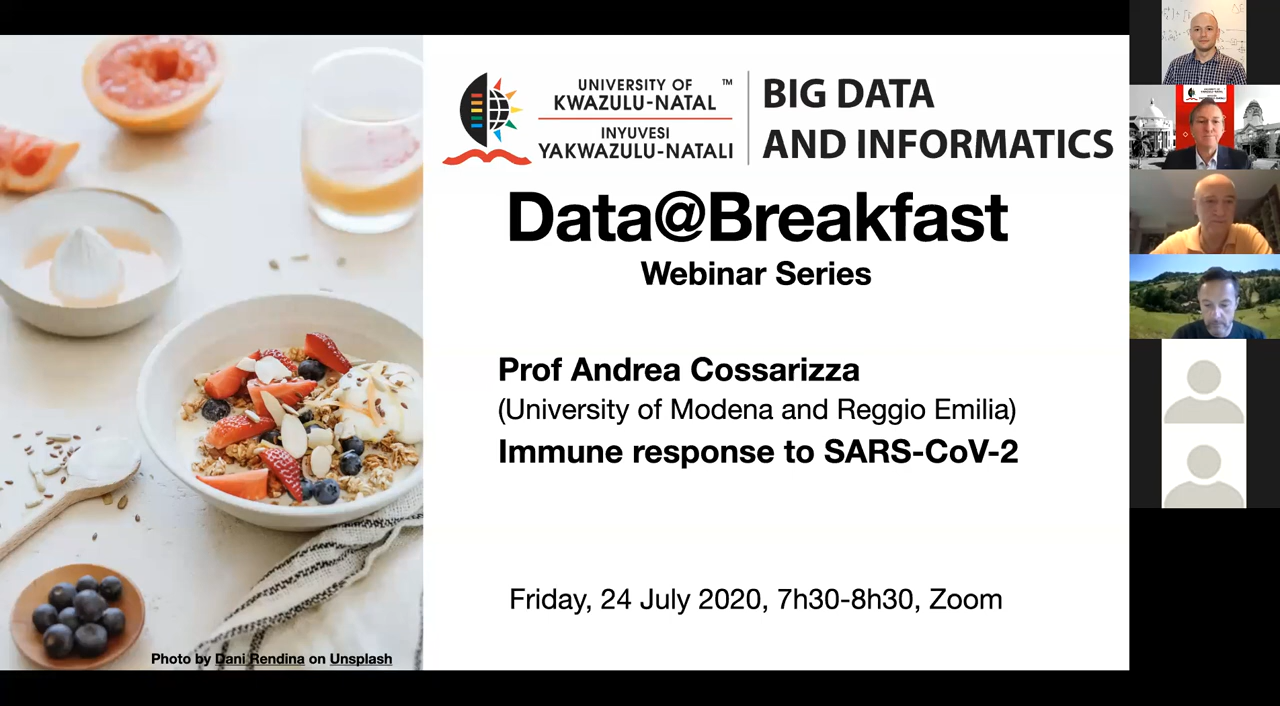 UNIVERSITY OF
KWAZULU-NATAL ™
INYUVESI
YAKWAZULU-NATALI
BIG DATA
AND INFORMATICS
Data@Breakfast
Webinar Series
Prof Andrea Cossarizza
(University of Modena and Reggio Emilia)
Immune response to SARS-CoV-2
Friday, 24 July 2020, 7h30-8h30, Zoom
Photo by Dani Rendina on Unsplash